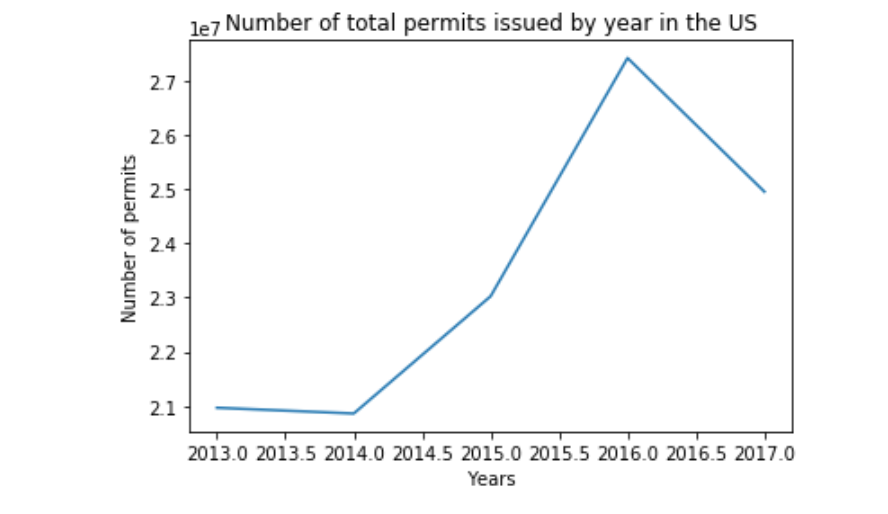 1e7 Number of total permits issued by year in the US
2.7
2.6
2.5
2.4
2.3
2.2
2.1
Number of permits
2013.0 2013.5 2014.0 2014.5 2015.0 2015.5 2016.0 2016.5 2017.0
Years